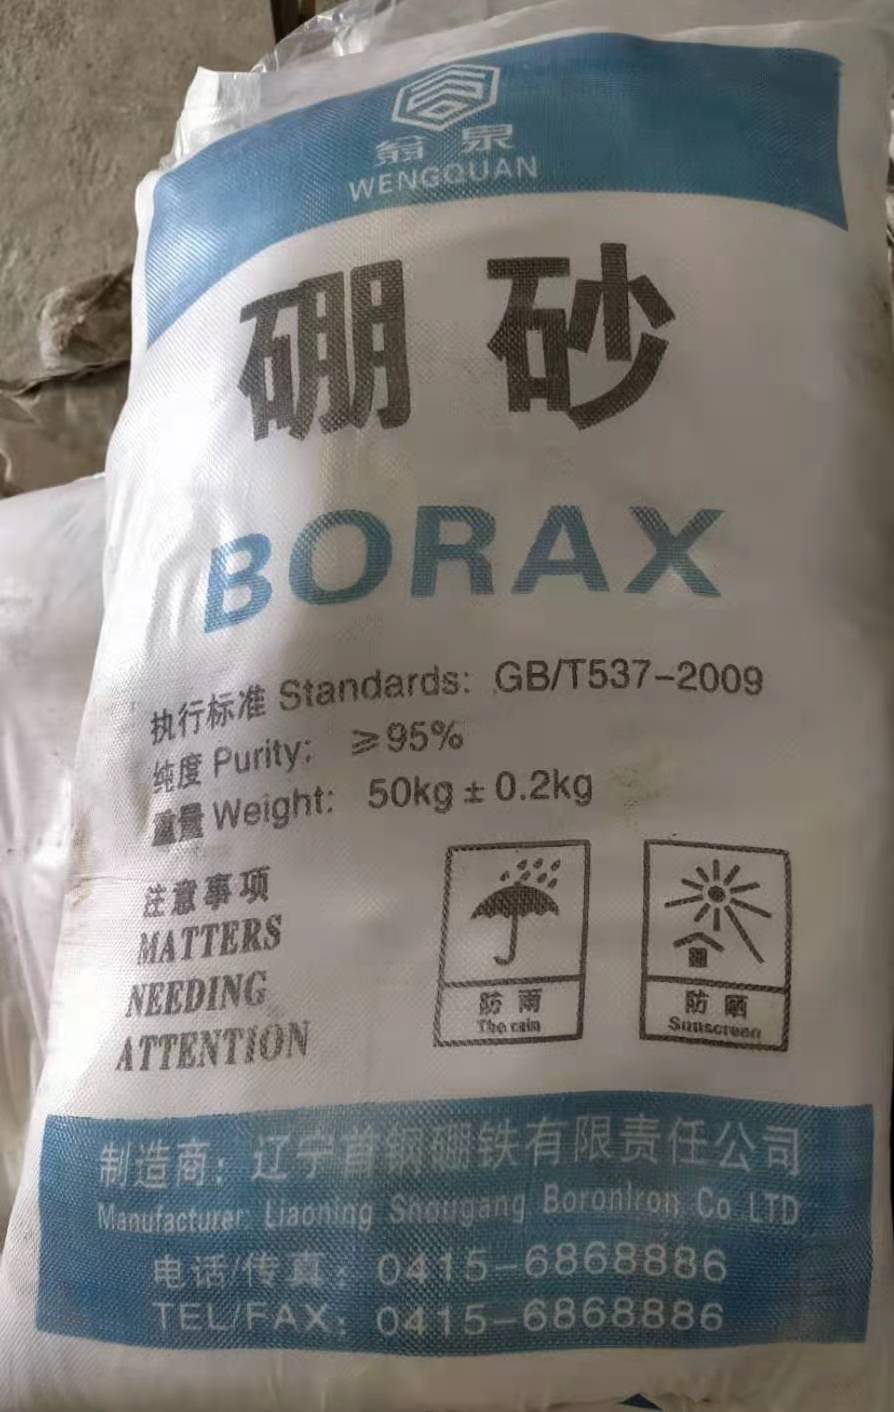 翁泉
WENGQUAN
硼砂
BORAX
执行标准 Standards: GB/T537-2009
纯度 Purity: ≥95%
重量 Weight: 50kg±0.2kg
注意事项
MATTERS
NEEDING
ATTENTION
防雨
The rain
防晒
Sunscreen
制造商：辽宁首钢硼铁有限责任公司
Manufacturer: Liaoning Shougang BoronIron Co LTD
电话/传真：0415-6868886
TEL/FAX: 0415-6868886